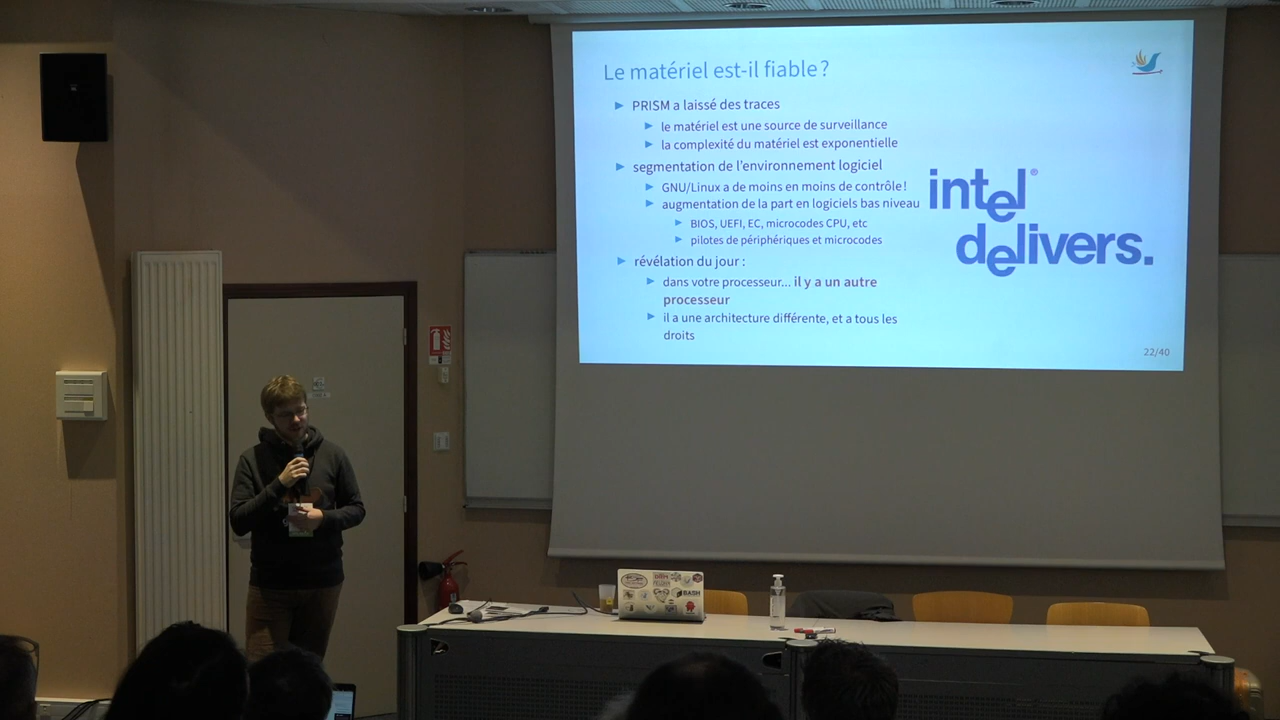 Le matériel est-il fiable ?
PRISM a laissé des traces
le matériel est une source de surveillance
la complexité du matériel est exponentielle
segmentation de l'environnement logiciel
GNU/Linux a de moins en moins de contrôle !
augmentation de la part en logiciels bas niveau
BIOS, UEFI, EC, microcodes CPU, etc
pilotes de périphériques et microcodes
révélation du jour :
dans votre processeur... il y a un autre
processeur
il a une architecture différente, et a tous les
droits
intel®
delivers.
22/40
BASH